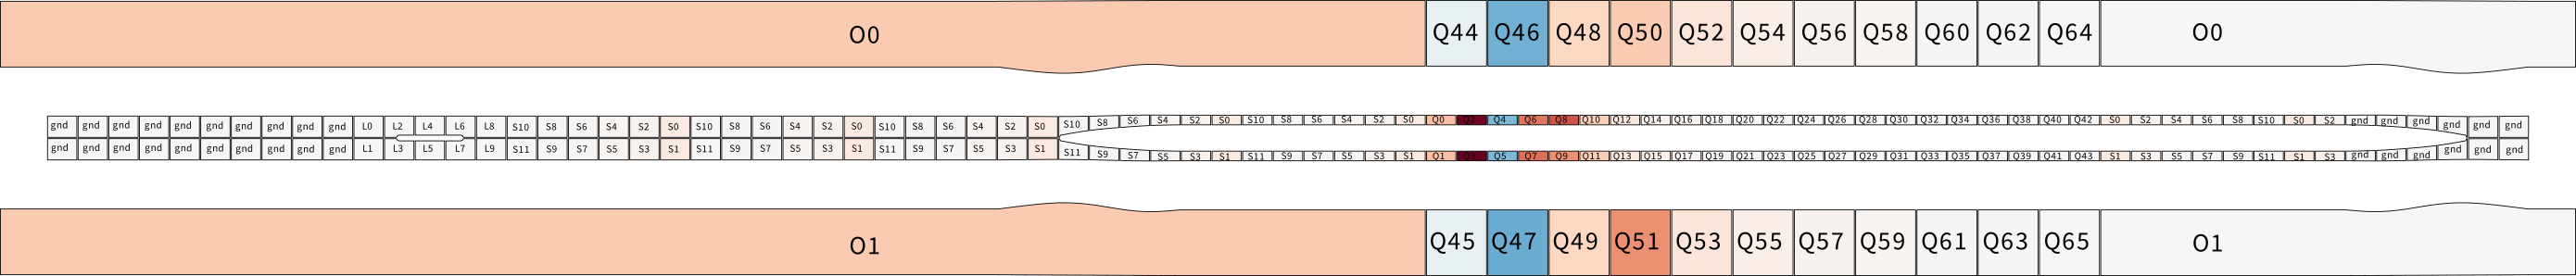 O0 Q44 Q46 Q48 Q50 Q52 Q54 Q56 Q58 Q60 Q62 Q64 O0
gnd gnd gnd gnd gnd gnd gnd gnd gnd gnd L0 L2 L4 L6 L8 S10 S8 S6 S4 S2 S0 S10 S8 S6 S4 S2 S0 S10 S8 S6 S4 S2 S0 S10 S8 S6 S4 S2 S0 S10 S8 S6 S4 S2 S0 Q0 Q2 Q4 Q6 Q8 Q10 Q12 Q14 Q16 Q18 Q20 Q22 Q24 Q26 Q28 Q30 Q32 Q34 Q36 Q38 Q40 Q42 S0 S2 S4 S6 S8 S10 S0 S2 gnd gnd gnd gnd gnd gnd
gnd gnd gnd gnd gnd gnd gnd gnd gnd gnd L1 L3 L5 L7 L9 S11 S9 S7 S5 S3 S1 S11 S9 S7 S5 S3 S1 S11 S9 S7 S5 S3 S1 S11 S9 S7 S5 S3 S1 S11 S9 S7 S5 S3 S1 Q1 Q3 Q5 Q7 Q9 Q11 Q13 Q15 Q17 Q19 Q21 Q23 Q25 Q27 Q29 Q31 Q33 Q35 Q37 Q39 Q41 Q43 S1 S3 S5 S7 S9 S11 S1 S3 gnd gnd gnd gnd gnd gnd
O1 Q45 Q47 Q49 Q51 Q53 Q55 Q57 Q59 Q61 Q63 Q65 O1